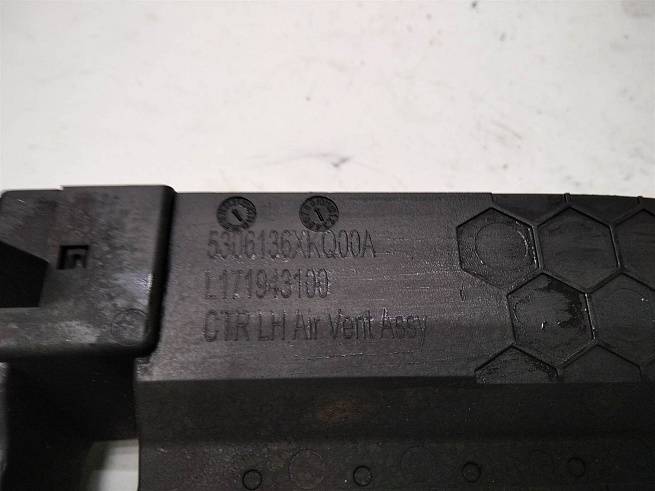 5306136XKQ00A
L171943100
CTR LH Air Vent Assy